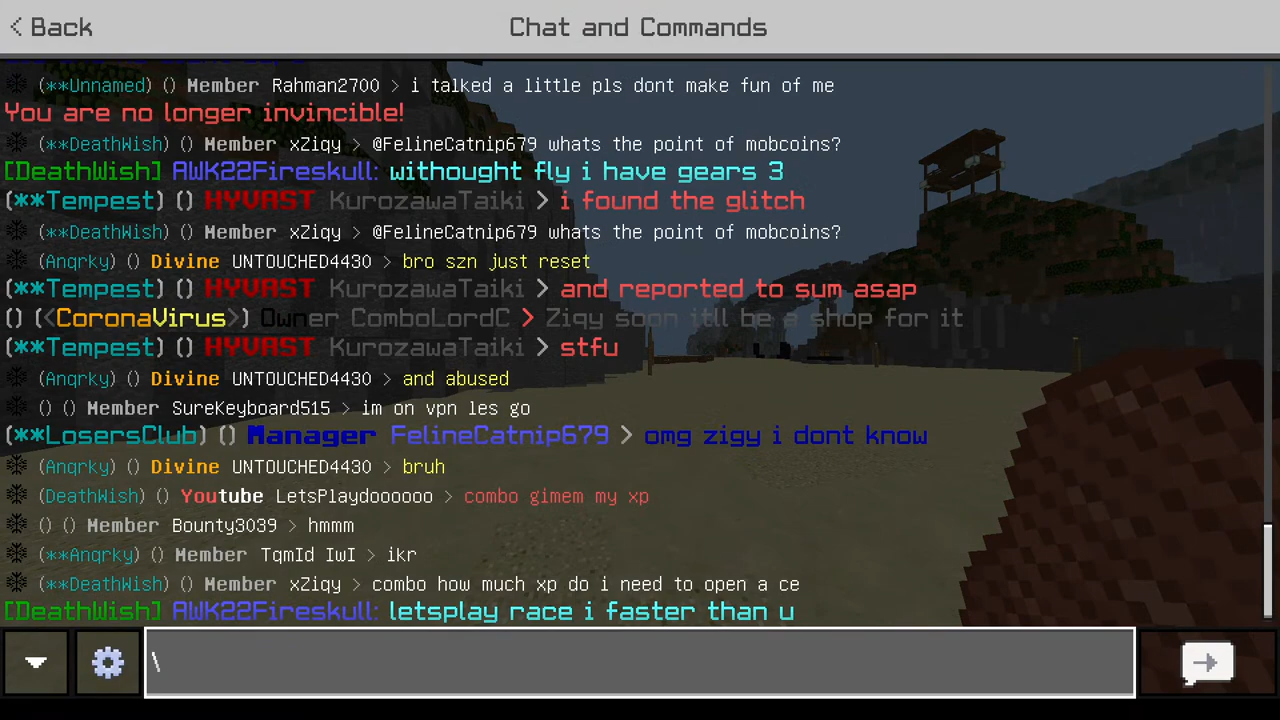 < Back
Chat and Commands
(**Unnamed) () Member Rahman2700 > i talked a little pls dont make fun of me
You are no longer invincible!
(**DeathWish) () Member xZiqy > @FelineCatnip679 whats the point of mobcoins?
[DeathWish] AWK22Fireskull: withought fly i have gears 3
(**Tempest) () HYVAST KurozawaTaiki > i found the glitch
(**DeathWish) () Member xZiqy > @FelineCatnip679 whats the point of mobcoins?
(Anqrky) () Divine UNTOUCHED4430 > bro szn just reset
(**Tempest) () HYVAST KurozawaTaiki > and reported to sum asap
() (<CoronaVirus>) Owner ComboLordC > Ziqy soon itll be a shop for it
(**Tempest) () HYVAST KurozawaTaiki > stfu
(Anqrky) () Divine UNTOUCHED4430 > and abused
() () Member SureKeyboard515 > im on vpn les go
(**LosersClub) () Manager FelineCatnip679 > omg zigy i dont know
(Anqrky) () Divine UNTOUCHED4430 > bruh
(DeathWish) () Youtube LetsPlaydoooooo > combo gimem my xp
() () Member Bounty3039 > hmmm
(**Anqrky) () Member TqmId IwI > ikr
(**DeathWish) () Member xZiqy > combo how much xp do i need to open a ce
[DeathWish] AWK22Fireskull: letsplay race i faster than u
\